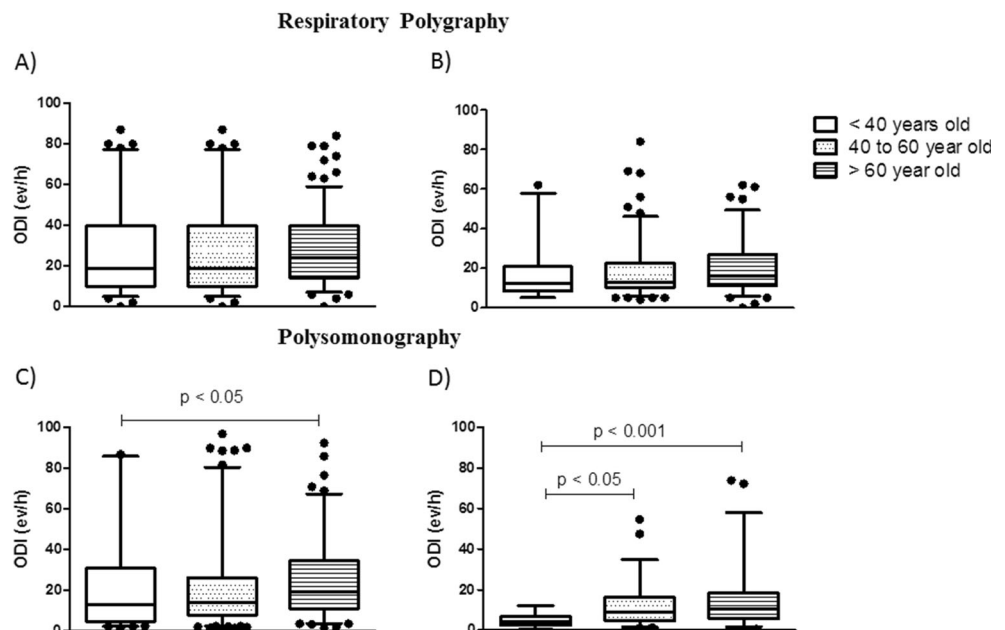 Respiratory Polygraphy
A)
B)
100
80
60
40
20
0
ODI (ev/h)
100
80
60
40
20
0
ODI (ev/h)
< 40 years old
40 to 60 year old
> 60 year old
Polysomonography
C)
D)
p < 0.05
100
80
60
40
20
0
ODI (ev/h)
p < 0.001
p < 0.05
100
80
60
40
20
0
ODI (ev/h)